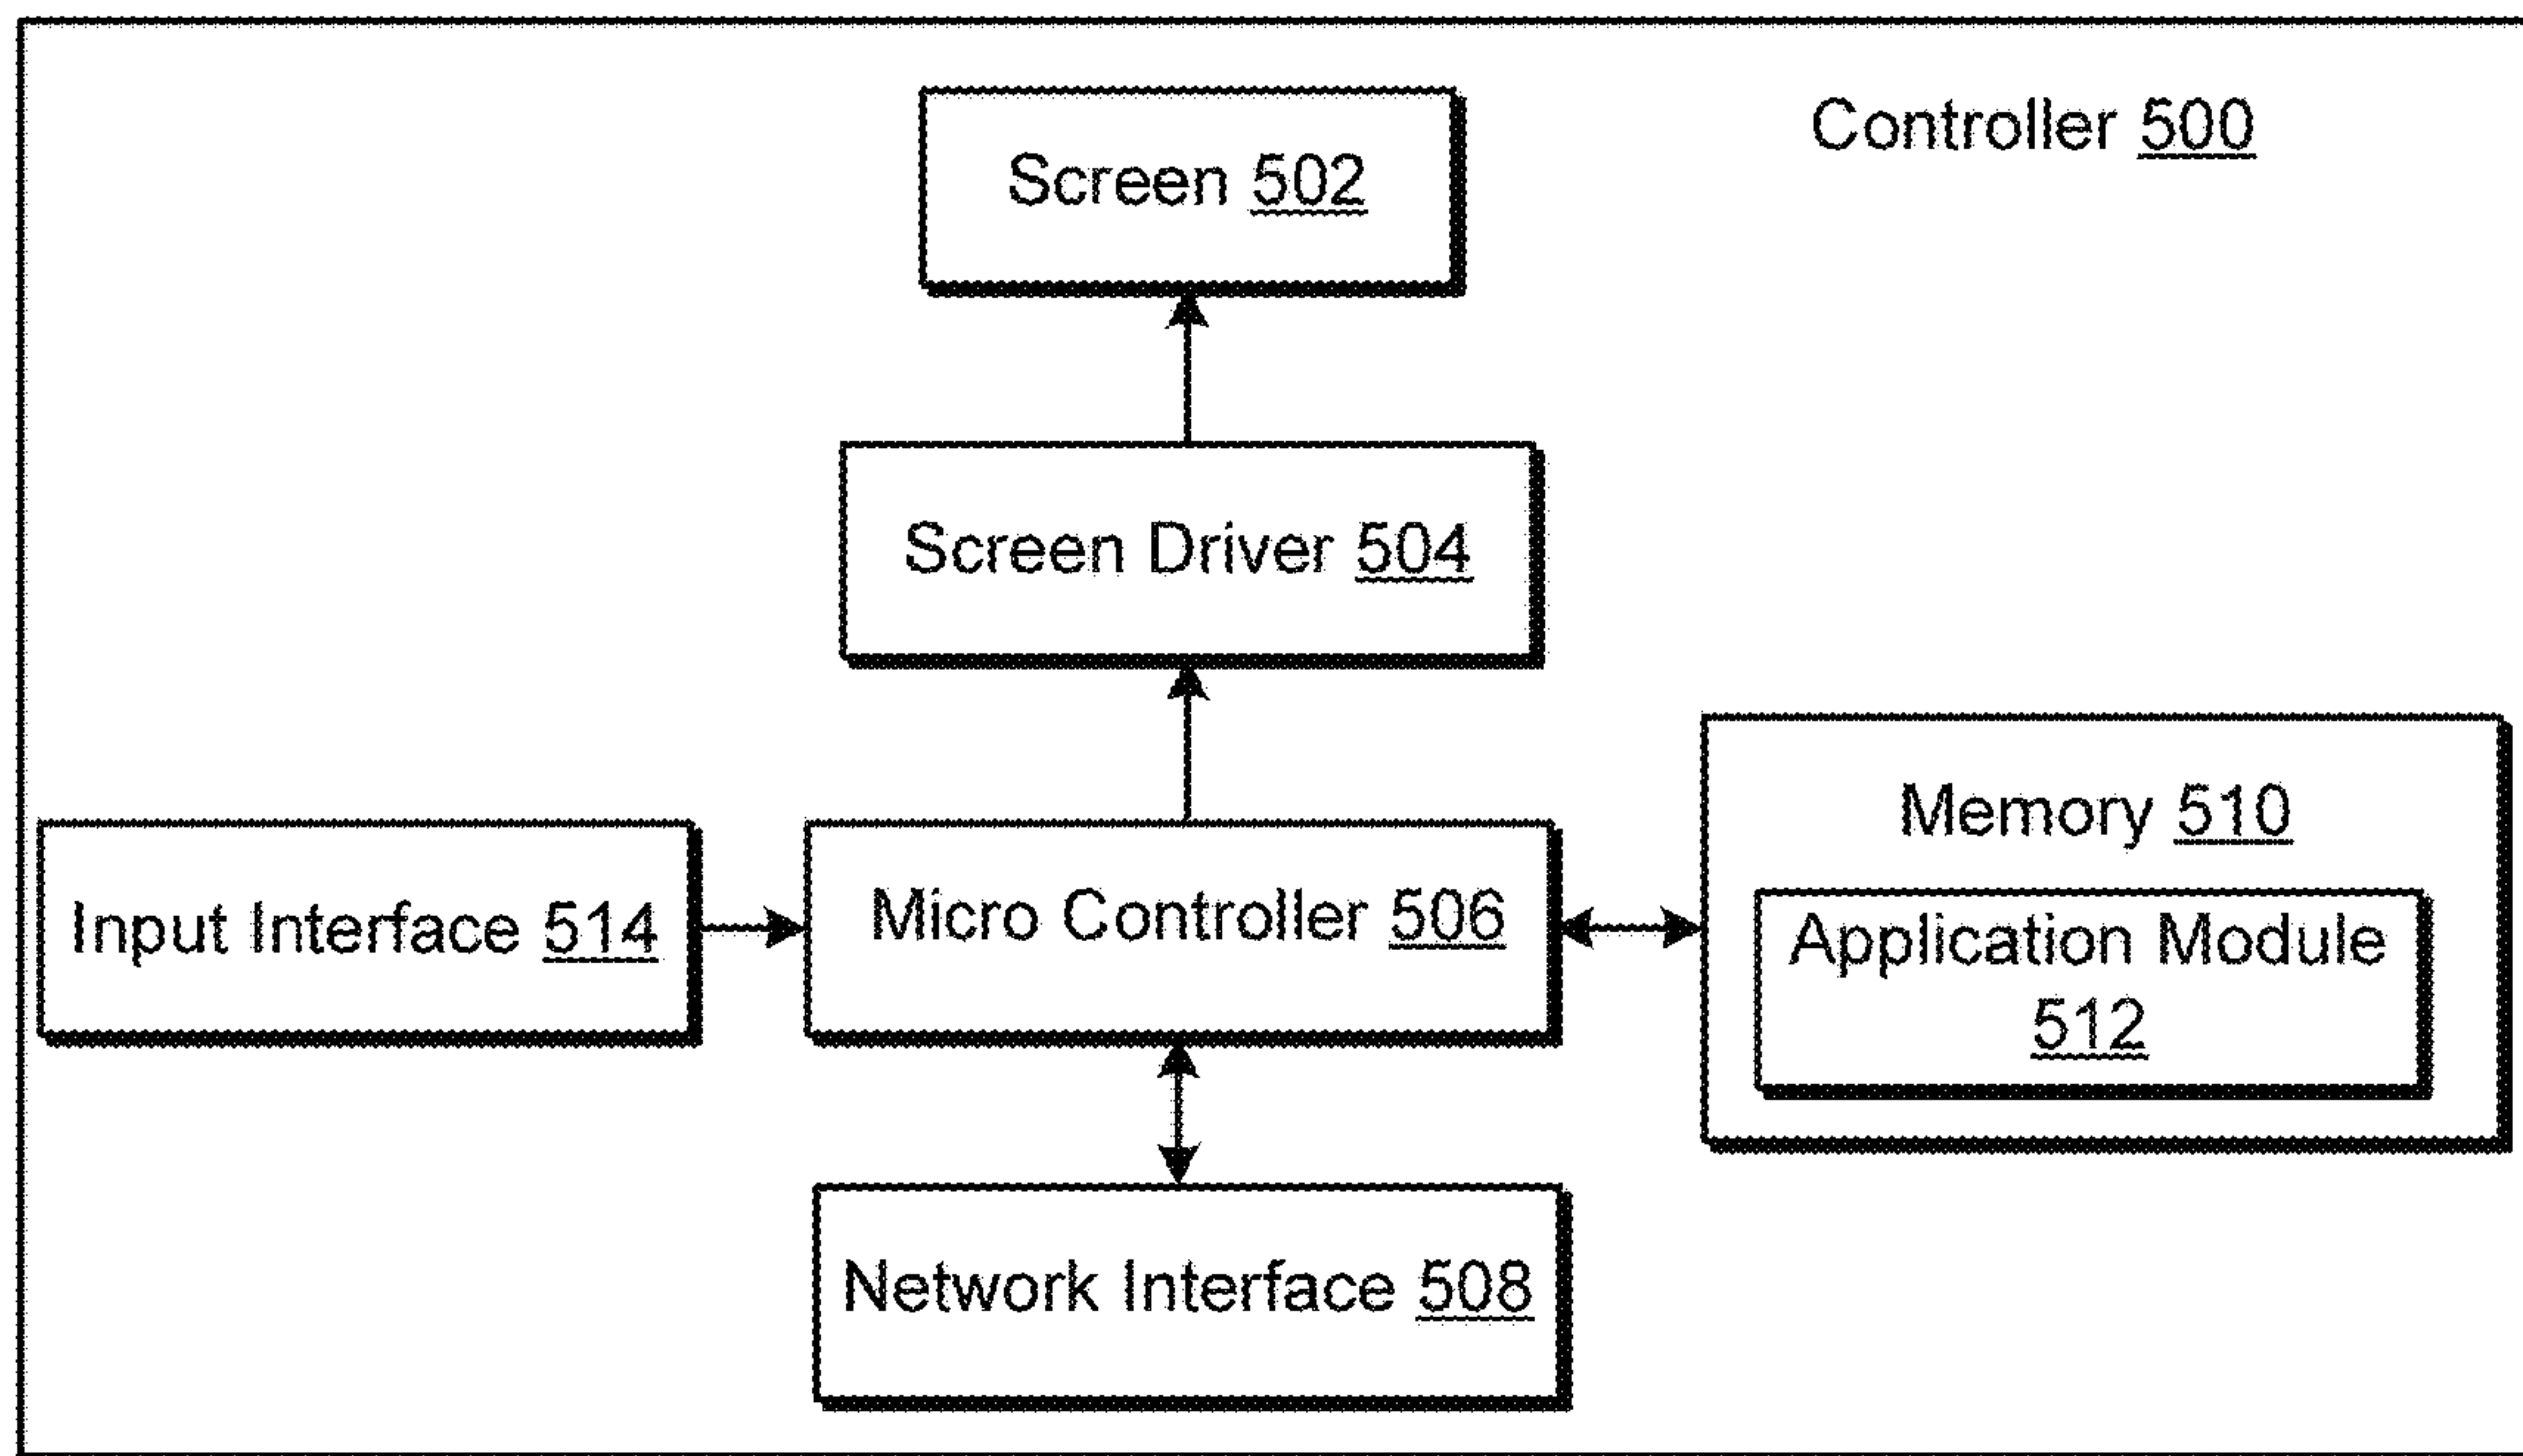 Controller 500
Screen 502
Screen Driver 504
Memory 510
Input Interface 514
Micro Controller 506
Application Module
512
Network Interface 508